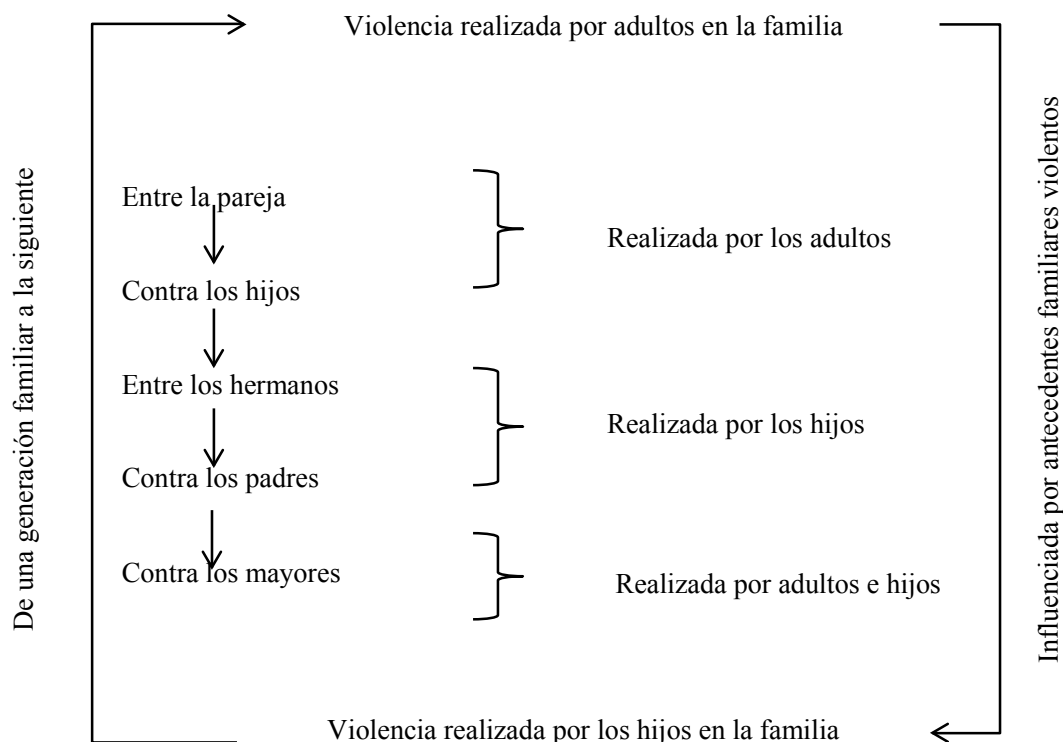 Violencia realizada por adultos en la familia
De una generación familiar a la siguiente
Influenciada por antecedentes familiares violentos
Entre la pareja
Realizada por los adultos
Contra los hijos
Entre los hermanos
Realizada por los hijos
Contra los padres
Contra los mayores
Realizada por adultos e hijos
Violencia realizada por los hijos en la familia